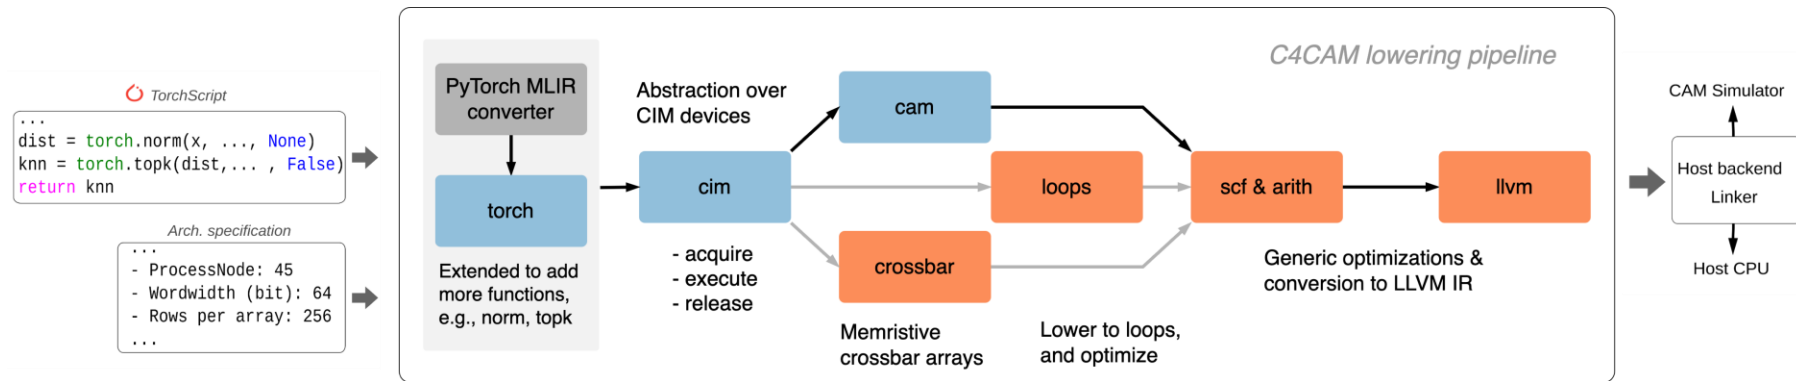 TorchScript
...
dist = torch.norm(x, ..., None)
knn = torch.topk(dist,... , False)
return knn
Arch. specification
...
- ProcessNode: 45
- Wordwidth (bit): 64
- Rows per array: 256
...
C4CAM lowering pipeline
PyTorch MLIR
converter
torch
Extended to add
more functions,
e.g., norm, topk
Abstraction over
CIM devices
cim
- acquire
- execute
- release
cam
loops
crossbar
Memristive
crossbar arrays
Lower to loops,
and optimize
scf & arith
llvm
Generic optimizations &
conversion to LLVM IR
CAM Simulator
Host backend
Linker
Host CPU